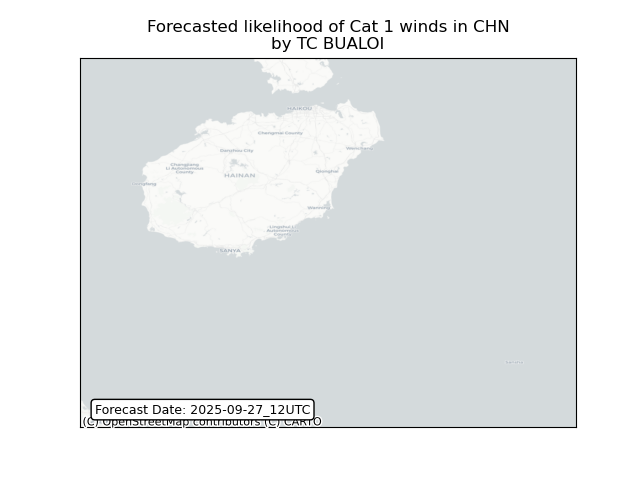 Forecasted likelihood of Cat 1 winds in CHN
by TC BUALOI
HAIKOU
Chengmai County
Wenchang
Danzhou City
Changjiang
Li Autonomous
County
Qionghai
HAINAN
Wanning
Lingshui Li
Autonomous
County
SANYA
Forecast Date: 2025-09-27_12UTC
(C) OpenStreetMap contributors (C) CARTO